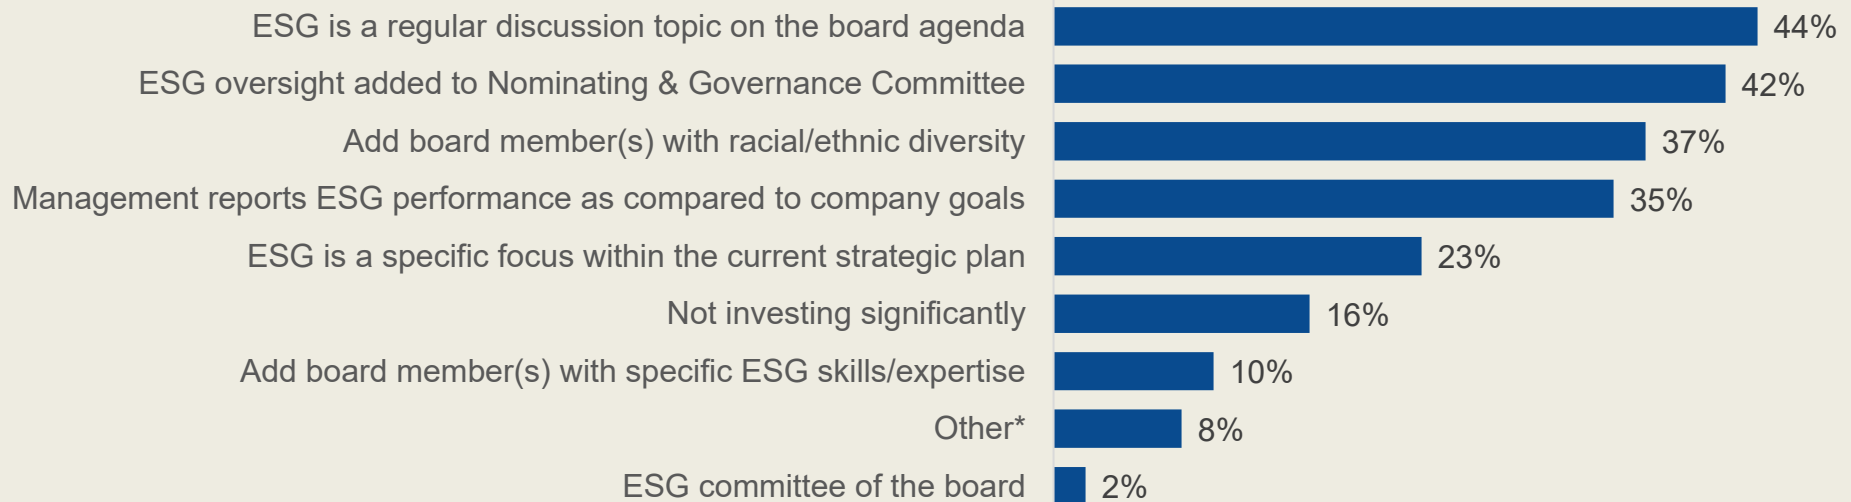 ESG is a regular discussion topic on the board agenda 44%
ESG oversight added to Nominating & Governance Committee 42%
Add board member(s) with racial/ethnic diversity 37%
Management reports ESG performance as compared to company goals 35%
ESG is a specific focus within the current strategic plan 23%
Not investing significantly 16%
Add board member(s) with specific ESG skills/expertise 10%
Other* 8%
ESG committee of the board 2%